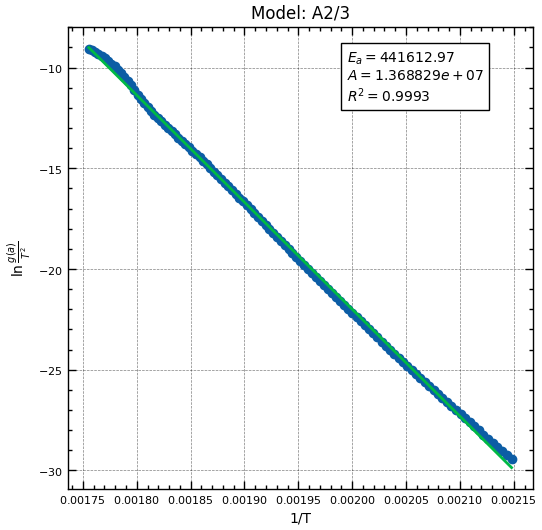 Model: A2/3
E_a = 441612.97
A = 1.368829e + 07
R² = 0.9993
−10
−15
−20
−25
−30
ln g(a)/T²
0.00175 0.00180 0.00185 0.00190 0.00195 0.00200 0.00205 0.00210 0.00215
1/T